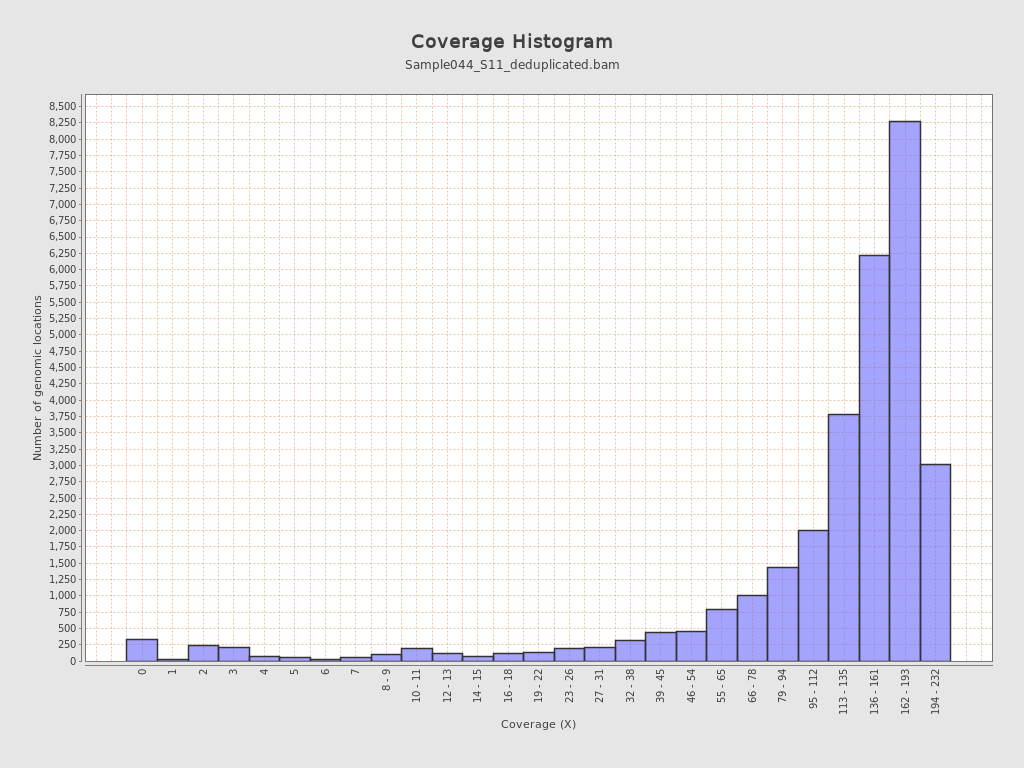 Coverage Histogram
Sample044_S11_deduplicated.bam
Number of genomic locations
8,500
8,250
8,000
7,750
7,500
7,250
7,000
6,750
6,500
6,250
6,000
5,750
5,500
5,250
5,000
4,750
4,500
4,250
4,000
3,750
3,500
3,250
3,000
2,750
2,500
2,250
2,000
1,750
1,500
1,250
1,000
750
500
250
0
0
1
2
3
4
5
6
7
8 - 9
10 - 11
12 - 13
14 - 15
16 - 18
19 - 22
23 - 26
27 - 31
32 - 38
39 - 45
46 - 54
55 - 65
66 - 78
79 - 94
95 - 112
113 - 135
136 - 161
162 - 193
194 - 232
Coverage (X)